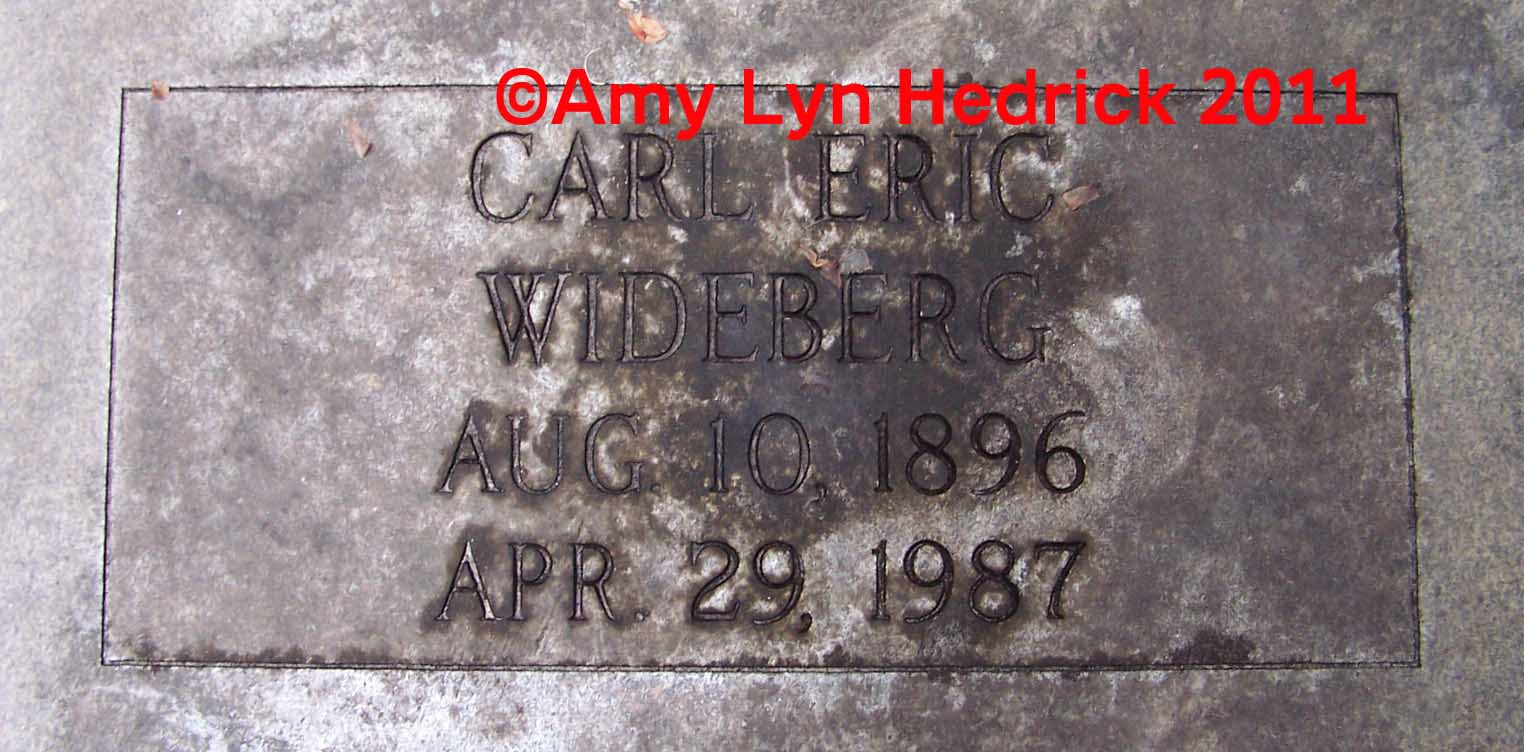 ©Amy Lyn Hedrick 2011
CARL ERIC
WIDEBERG
AUG. 10, 1896
APR. 29, 1987